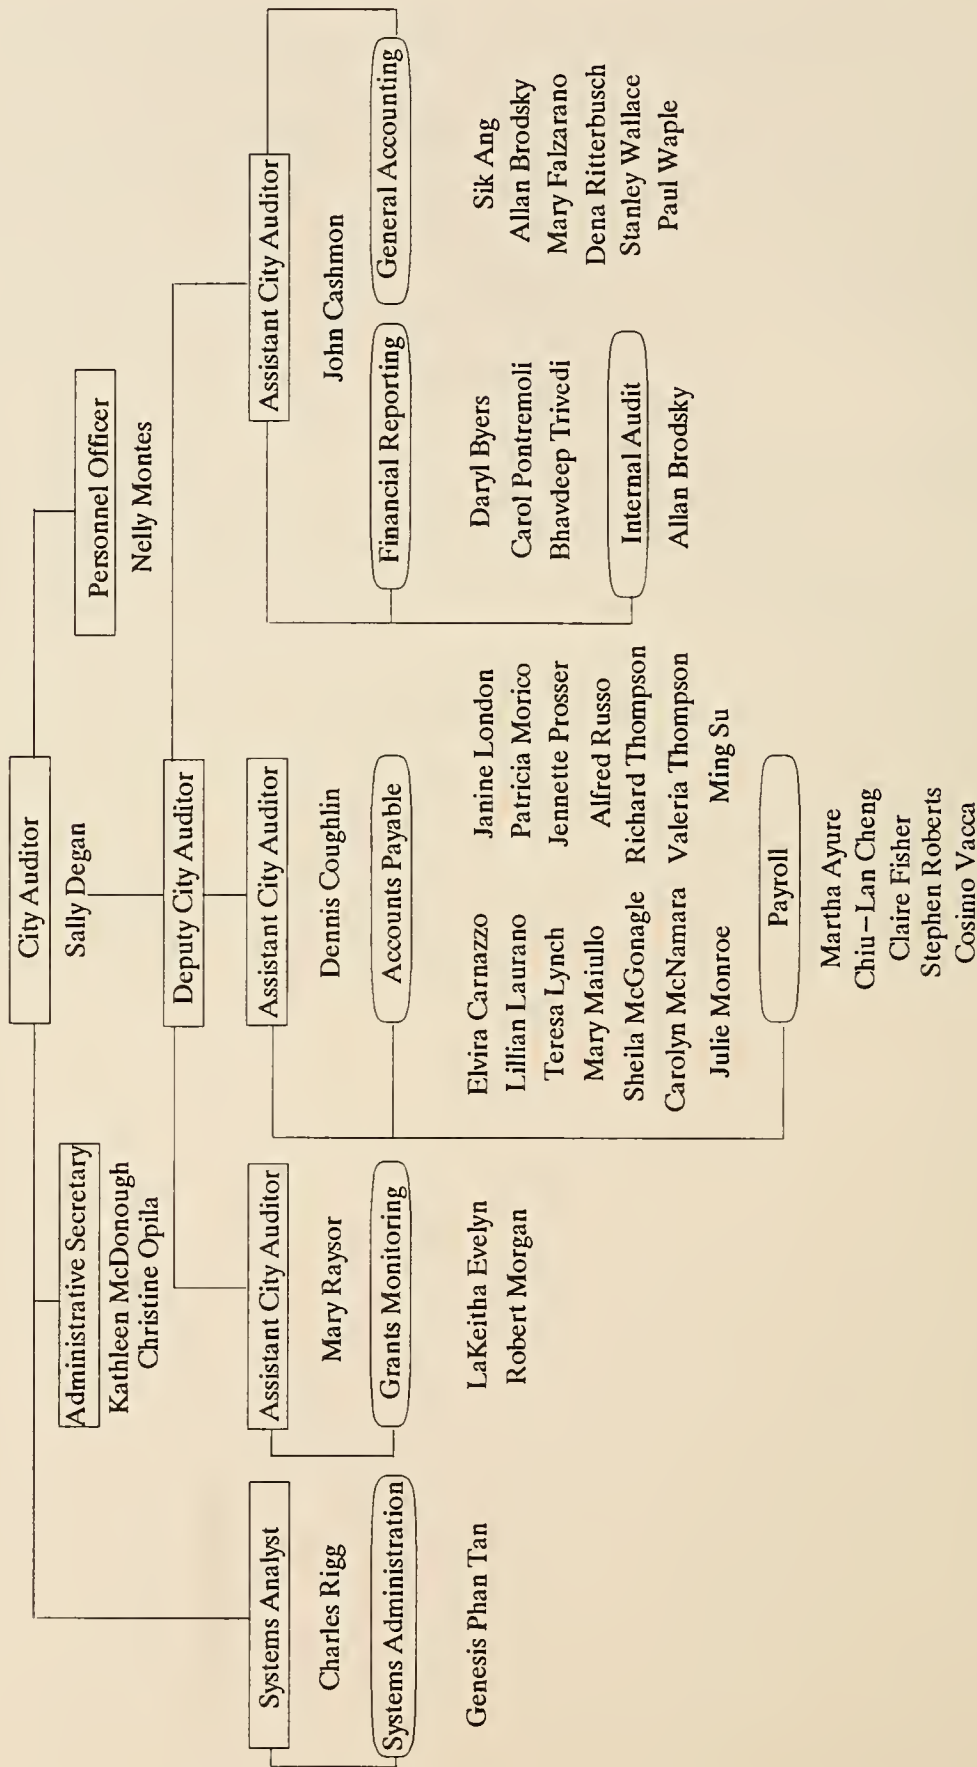 City Auditor
Sally Degan
Administrative Secretary
Kathleen McDonough
Christine Opila
Personnel Officer
Nelly Montes
Deputy City Auditor
Systems Analyst
Charles Rigg
Systems Administration
Genesis Phan Tan
Assistant City Auditor
Mary Raysor
Grants Monitoring
LaKeitha Evelyn
Robert Morgan
Assistant City Auditor
Dennis Coughlin
Accounts Payable
Elvira Carnazzo
Lillian Laurano
Teresa Lynch
Mary Maiullo
Sheila McGonagle
Carolyn McNamara
Julie Monroe
Janine London
Patricia Morico
Jennette Prosser
Alfred Russo
Richard Thompson
Valeria Thompson
Ming Su
Payroll
Martha Ayure
Chiu-Lan Cheng
Claire Fisher
Stephen Roberts
Cosimo Vacca
Assistant City Auditor
John Cashmon
Financial Reporting
Daryl Byers
Carol Pontremoli
Bhavdeep Trivedi
Internal Audit
Allan Brodsky
General Accounting
Sik Ang
Allan Brodsky
Mary Falzarano
Dena Ritterbusch
Stanley Wallace
Paul Waple